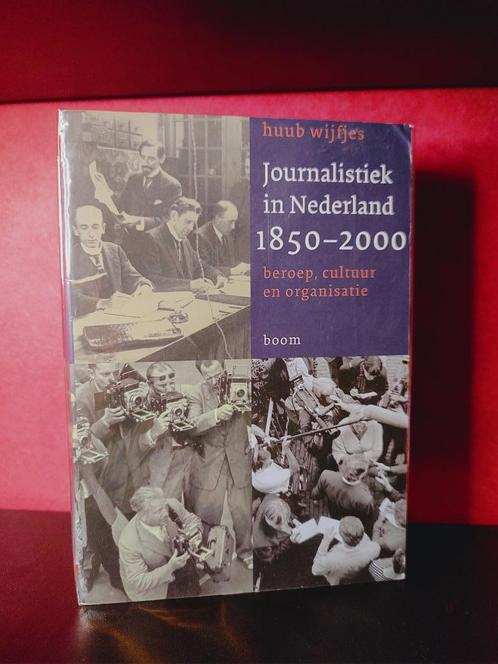 huub wijfjes
Journalistiek
in Nederland
1850–2000
beroep, cultuur
en organisatie
boom